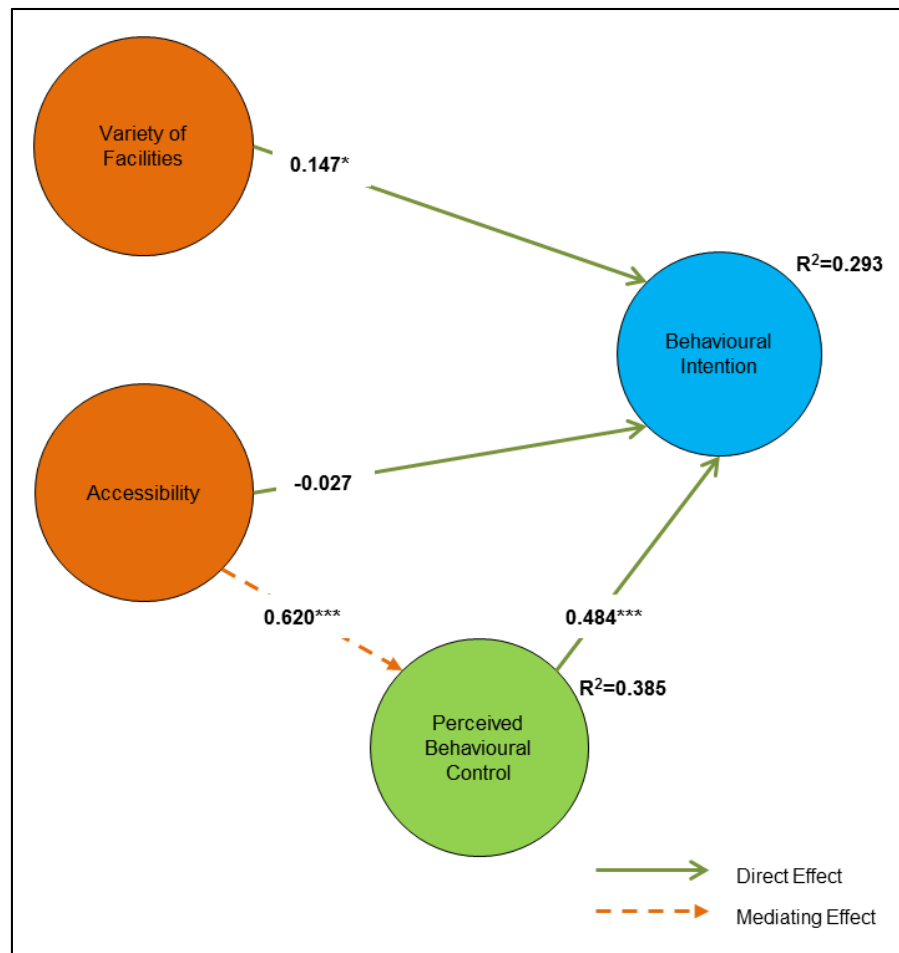 Variety of
Facilities
0.147*
R²=0.293
Behavioural
Intention
Accessibility
-0.027
0.620***
0.484***
R²=0.385
Perceived
Behavioural
Control
Direct Effect
Mediating Effect